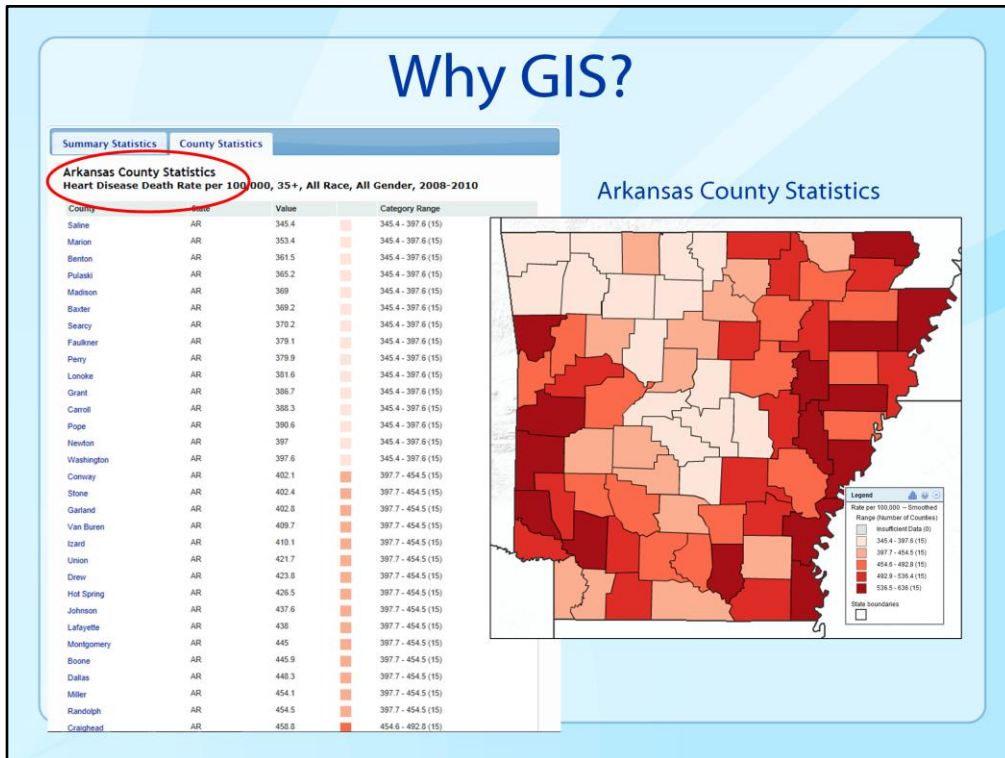 Why GIS?
Summary Statistics County Statistics
Arkansas County Statistics
Heart Disease Death Rate per 100,000, 35+, All Race, All Gender, 2008-2010
County State Value Category Range
Saline AR 345.4 345.4 - 397.6 (15)
Marion AR 353.4 345.4 - 397.6 (15)
Benton AR 361.5 345.4 - 397.6 (15)
Pulaski AR 365.2 345.4 - 397.6 (15)
Madison AR 369 345.4 - 397.6 (15)
Baxter AR 369.2 345.4 - 397.6 (15)
Searcy AR 370.2 345.4 - 397.6 (15)
Faulkner AR 379.1 345.4 - 397.6 (15)
Perry AR 379.9 345.4 - 397.6 (15)
Lonoke AR 381.6 345.4 - 397.6 (15)
Grant AR 386.7 345.4 - 397.6 (15)
Carroll AR 388.3 345.4 - 397.6 (15)
Pope AR 390.6 345.4 - 397.6 (15)
Newton AR 397 345.4 - 397.6 (15)
Washington AR 397.6 345.4 - 397.6 (15)
Conway AR 402.1 397.7 - 454.5 (15)
Stone AR 402.4 397.7 - 454.5 (15)
Garland AR 402.8 397.7 - 454.5 (15)
Van Buren AR 409.7 397.7 - 454.5 (15)
Izard AR 410.1 397.7 - 454.5 (15)
Union AR 421.7 397.7 - 454.5 (15)
Drew AR 423.8 397.7 - 454.5 (15)
Hot Spring AR 426.5 397.7 - 454.5 (15)
Johnson AR 437.6 397.7 - 454.5 (15)
Lafayette AR 438 397.7 - 454.5 (15)
Montgomery AR 445 397.7 - 454.5 (15)
Boone AR 445.9 397.7 - 454.5 (15)
Dallas AR 448.3 397.7 - 454.5 (15)
Miller AR 454.1 397.7 - 454.5 (15)
Randolph AR 454.5 397.7 - 454.5 (15)
Craighead AR 458.8 454.6 - 492.8 (15)
Arkansas County Statistics
Legend
Rate per 100,000 – Smoothed
Range (Number of Counties)
Insufficient Data (0)
345.4 - 397.6 (15)
397.7 - 454.5 (15)
454.6 - 492.8 (15)
492.9 - 536.4 (15)
536.5 - 636 (15)
State boundaries